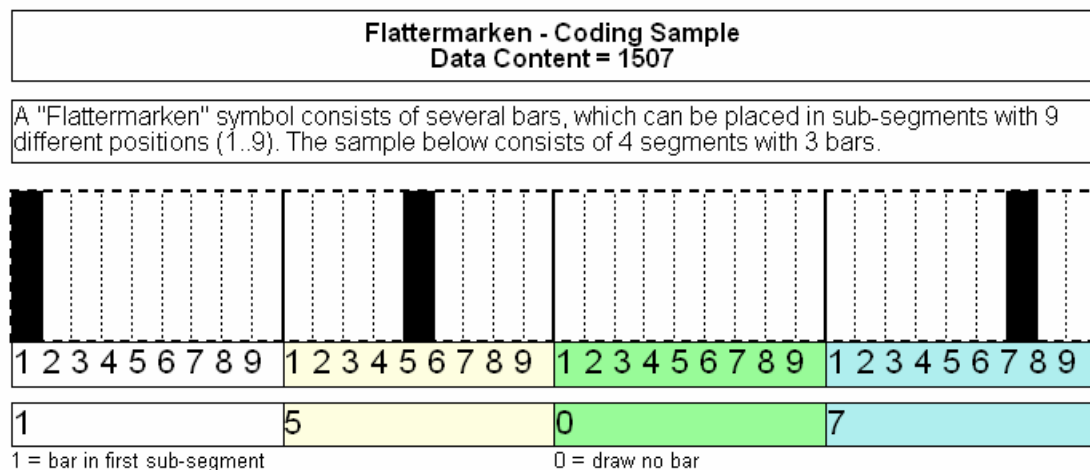 Flattermarken - Coding Sample
Data Content = 1507
A "Flattermarken" symbol consists of several bars, which can be placed in sub-segments with 9
different positions (1..9). The sample below consists of 4 segments with 3 bars.
1 2 3 4 5 6 7 8 9 1 2 3 4 5 6 7 8 9 1 2 3 4 5 6 7 8 9 1 2 3 4 5 6 7 8 9
1 5 0 7
1 = bar in first sub-segment 0 = draw no bar